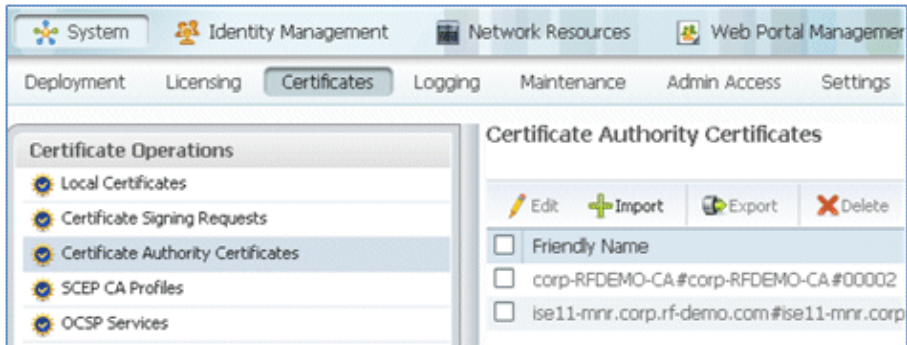 System Identity Management Network Resources Web Portal Managemer
Deployment Licensing Certificates Logging Maintenance Admin Access Settings
Certificate Operations
Local Certificates
Certificate Signing Requests
Certificate Authority Certificates
SCEP CA Profiles
OCSP Services
Certificate Authority Certificates
Edit Import Export Delete
Friendly Name
corp-RFDEMO-CA#corp-RFDEMO-CA#00002
ise11-mnr.corp.rf-demo.com#ise11-mnr.corp